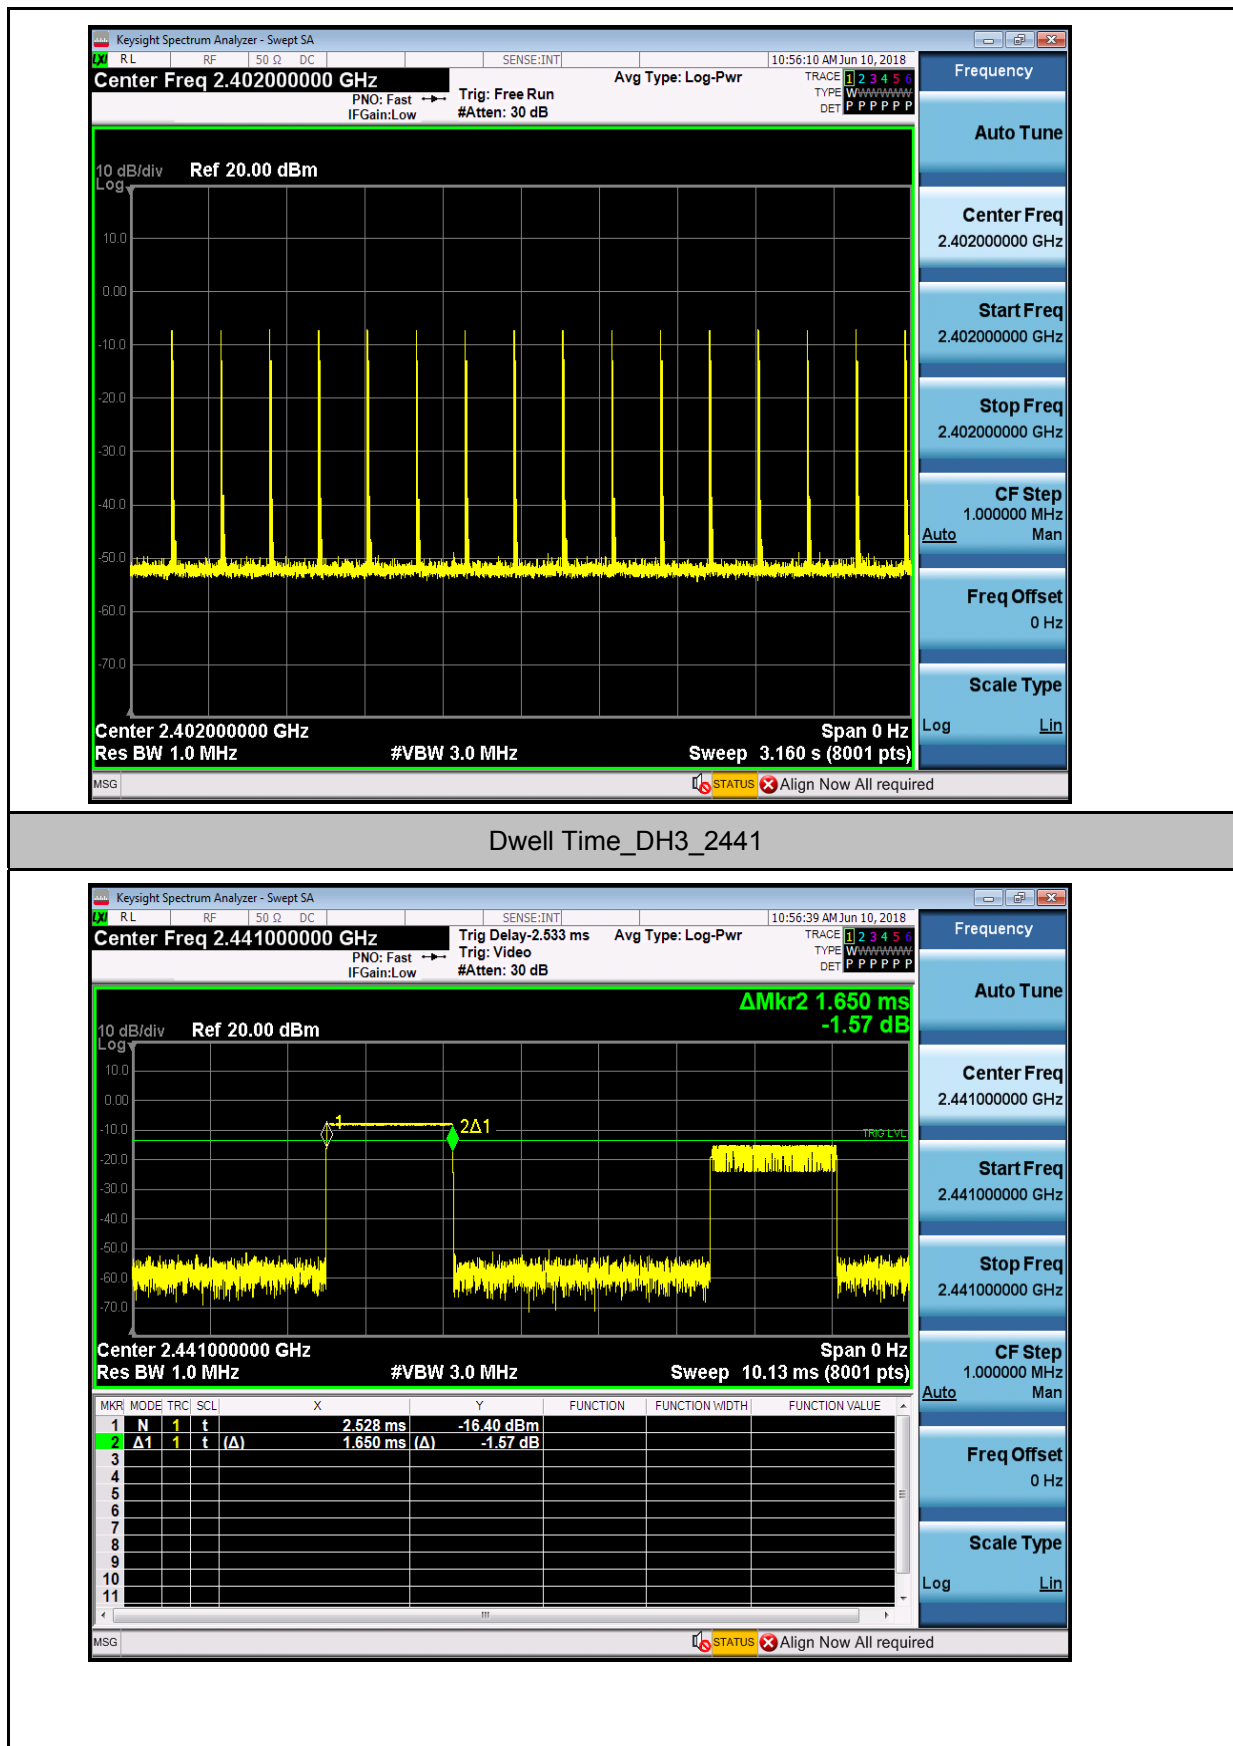 Keysight Spectrum Analyzer - Swept SA
LXI RL RF 50 Ω DC SENSE:INT 10:56:10 AM Jun 10, 2018
Center Freq 2.402000000 GHz
PNO: Fast
IFGain:Low
Trig: Free Run
#Atten: 30 dB
Avg Type: Log-Pwr
TRACE 1 2 3 4 5 6
TYPE WWWWWW
DET P P P P P P
10 dB/div Ref 20.00 dBm
Log
10.0
0.00
-10.0
-20.0
-30.0
-40.0
-50.0
-60.0
-70.0
Center 2.402000000 GHz Span 0 Hz
Res BW 1.0 MHz #VBW 3.0 MHz Sweep 3.160 s (8001 pts)
MSG STATUS Align Now All required
Frequency
Auto Tune
Center Freq
2.402000000 GHz
Start Freq
2.402000000 GHz
Stop Freq
2.402000000 GHz
CF Step
1.000000 MHz
Auto Man
Freq Offset
0 Hz
Scale Type
Log Lin
Dwell Time_DH3_2441
Keysight Spectrum Analyzer - Swept SA
LXI RL RF 50 Ω DC SENSE:INT 10:56:39 AM Jun 10, 2018
Center Freq 2.441000000 GHz
PNO: Fast
IFGain:Low
Trig Delay-2.533 ms
Trig: Video
#Atten: 30 dB
Avg Type: Log-Pwr
TRACE 1 2 3 4 5 6
TYPE WWWWWW
DET P P P P P P
ΔMkr2 1.650 ms
-1.57 dB
10 dB/div Ref 20.00 dBm
Log
10.0
0.00
-10.0
-20.0
-30.0
-40.0
-50.0
-60.0
-70.0
1
2Δ1
TRIG LVL
Center 2.441000000 GHz Span 0 Hz
Res BW 1.0 MHz #VBW 3.0 MHz Sweep 10.13 ms (8001 pts)
MKR MODE TRC SCL X Y FUNCTION FUNCTION WIDTH FUNCTION VALUE
1 N 1 t 2.528 ms -16.40 dBm
2 Δ1 1 t (Δ) 1.650 ms (Δ) -1.57 dB
3
4
5
6
7
8
9
10
11
MSG STATUS Align Now All required
Frequency
Auto Tune
Center Freq
2.441000000 GHz
Start Freq
2.441000000 GHz
Stop Freq
2.441000000 GHz
CF Step
1.000000 MHz
Auto Man
Freq Offset
0 Hz
Scale Type
Log Lin